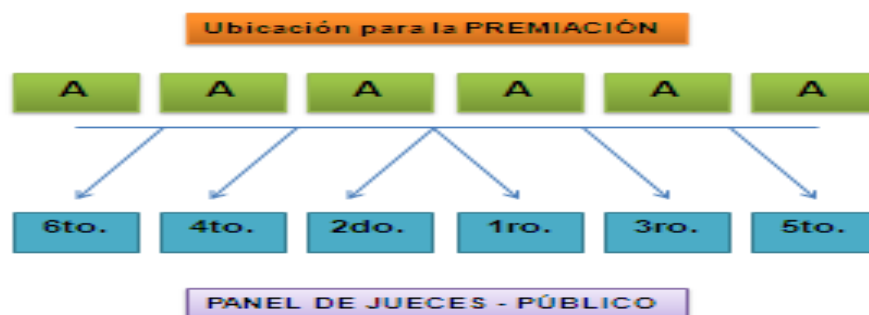 Ubicación para la PREMIACIÓN
A A A A A A
6to. 4to. 2do. 1ro. 3ro. 5to.
PANEL DE JUECES - PÚBLICO